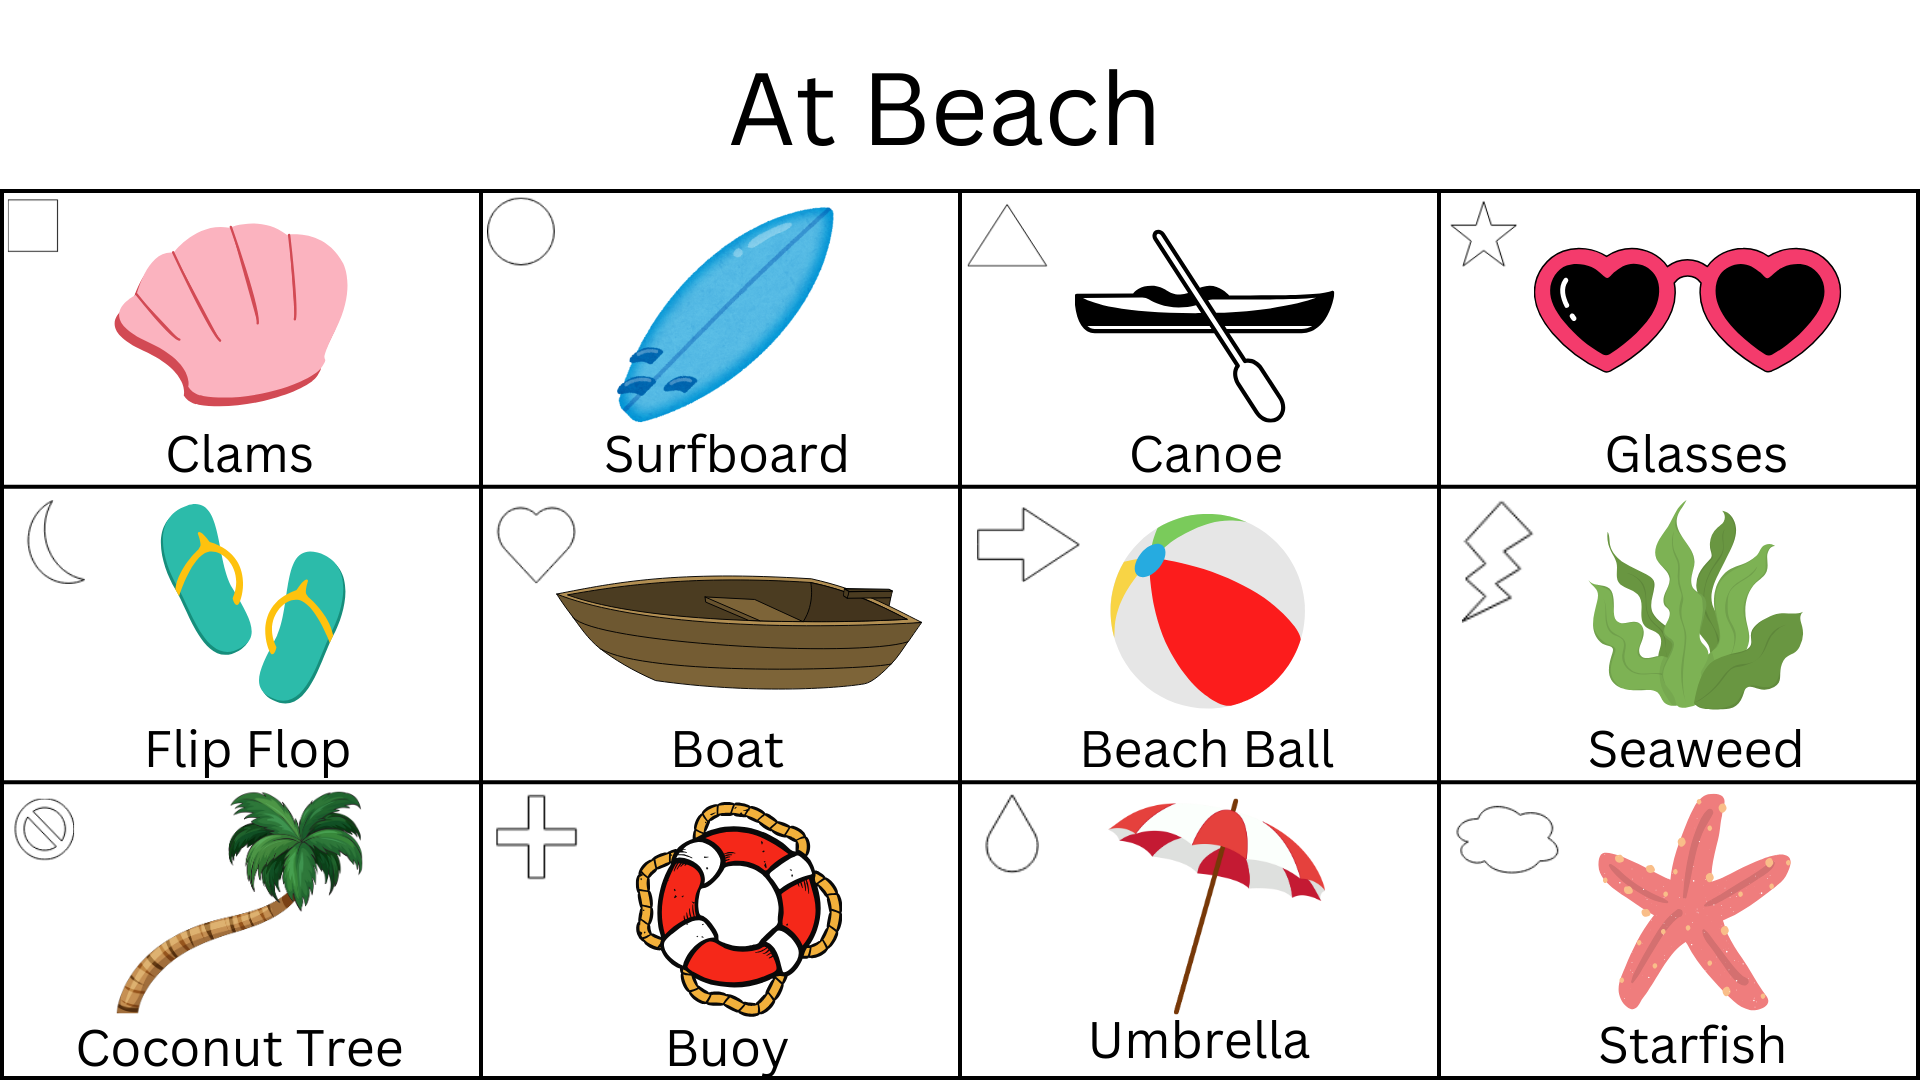 At Beach
Clams
Surfboard
Canoe
Glasses
Flip Flop
Boat
Beach Ball
Seaweed
Coconut Tree
Buoy
Umbrella
Starfish